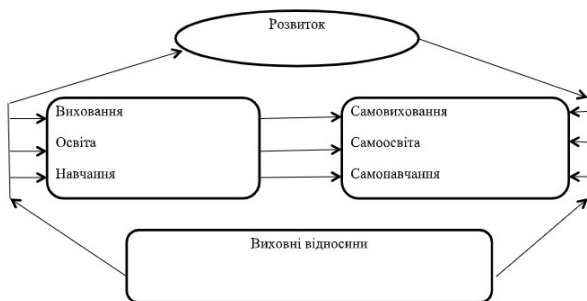 Розвиток
Виховання
Освіта
Навчання
Самовиховання
Самоосвіта
Самонавчання
Виховні відносини